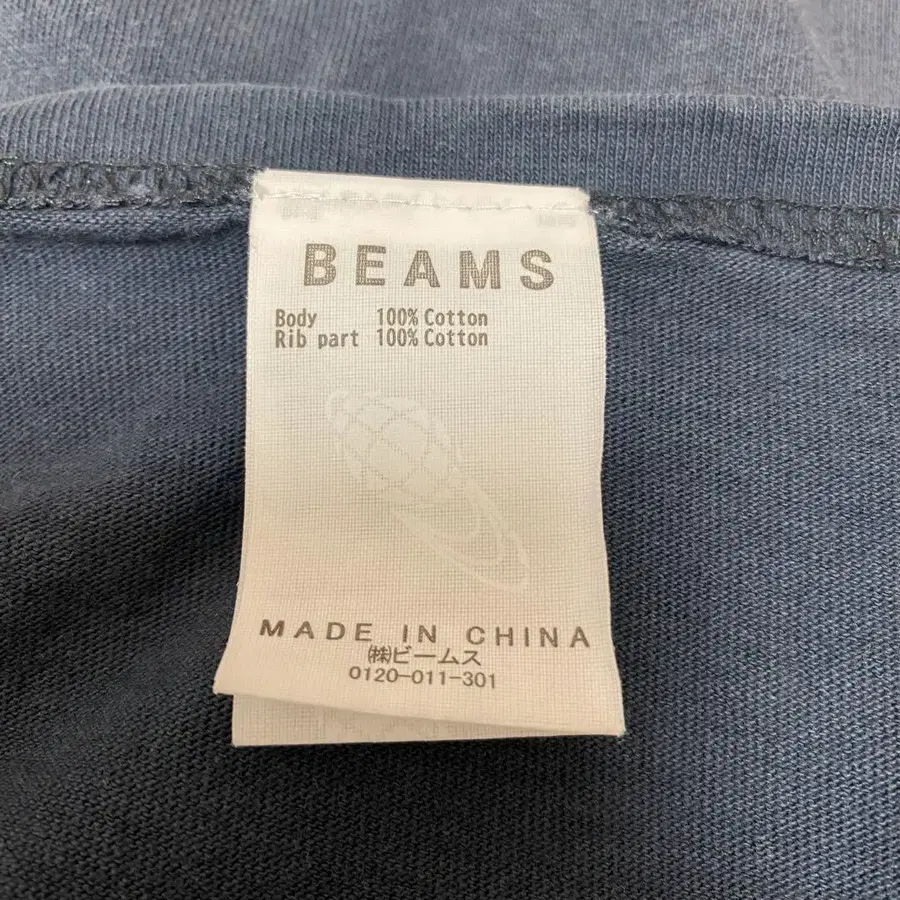 BEAMS
Body 100% Cotton
Rib part 100% Cotton
MADE IN CHINA
㈱ビームス
0120-011-301